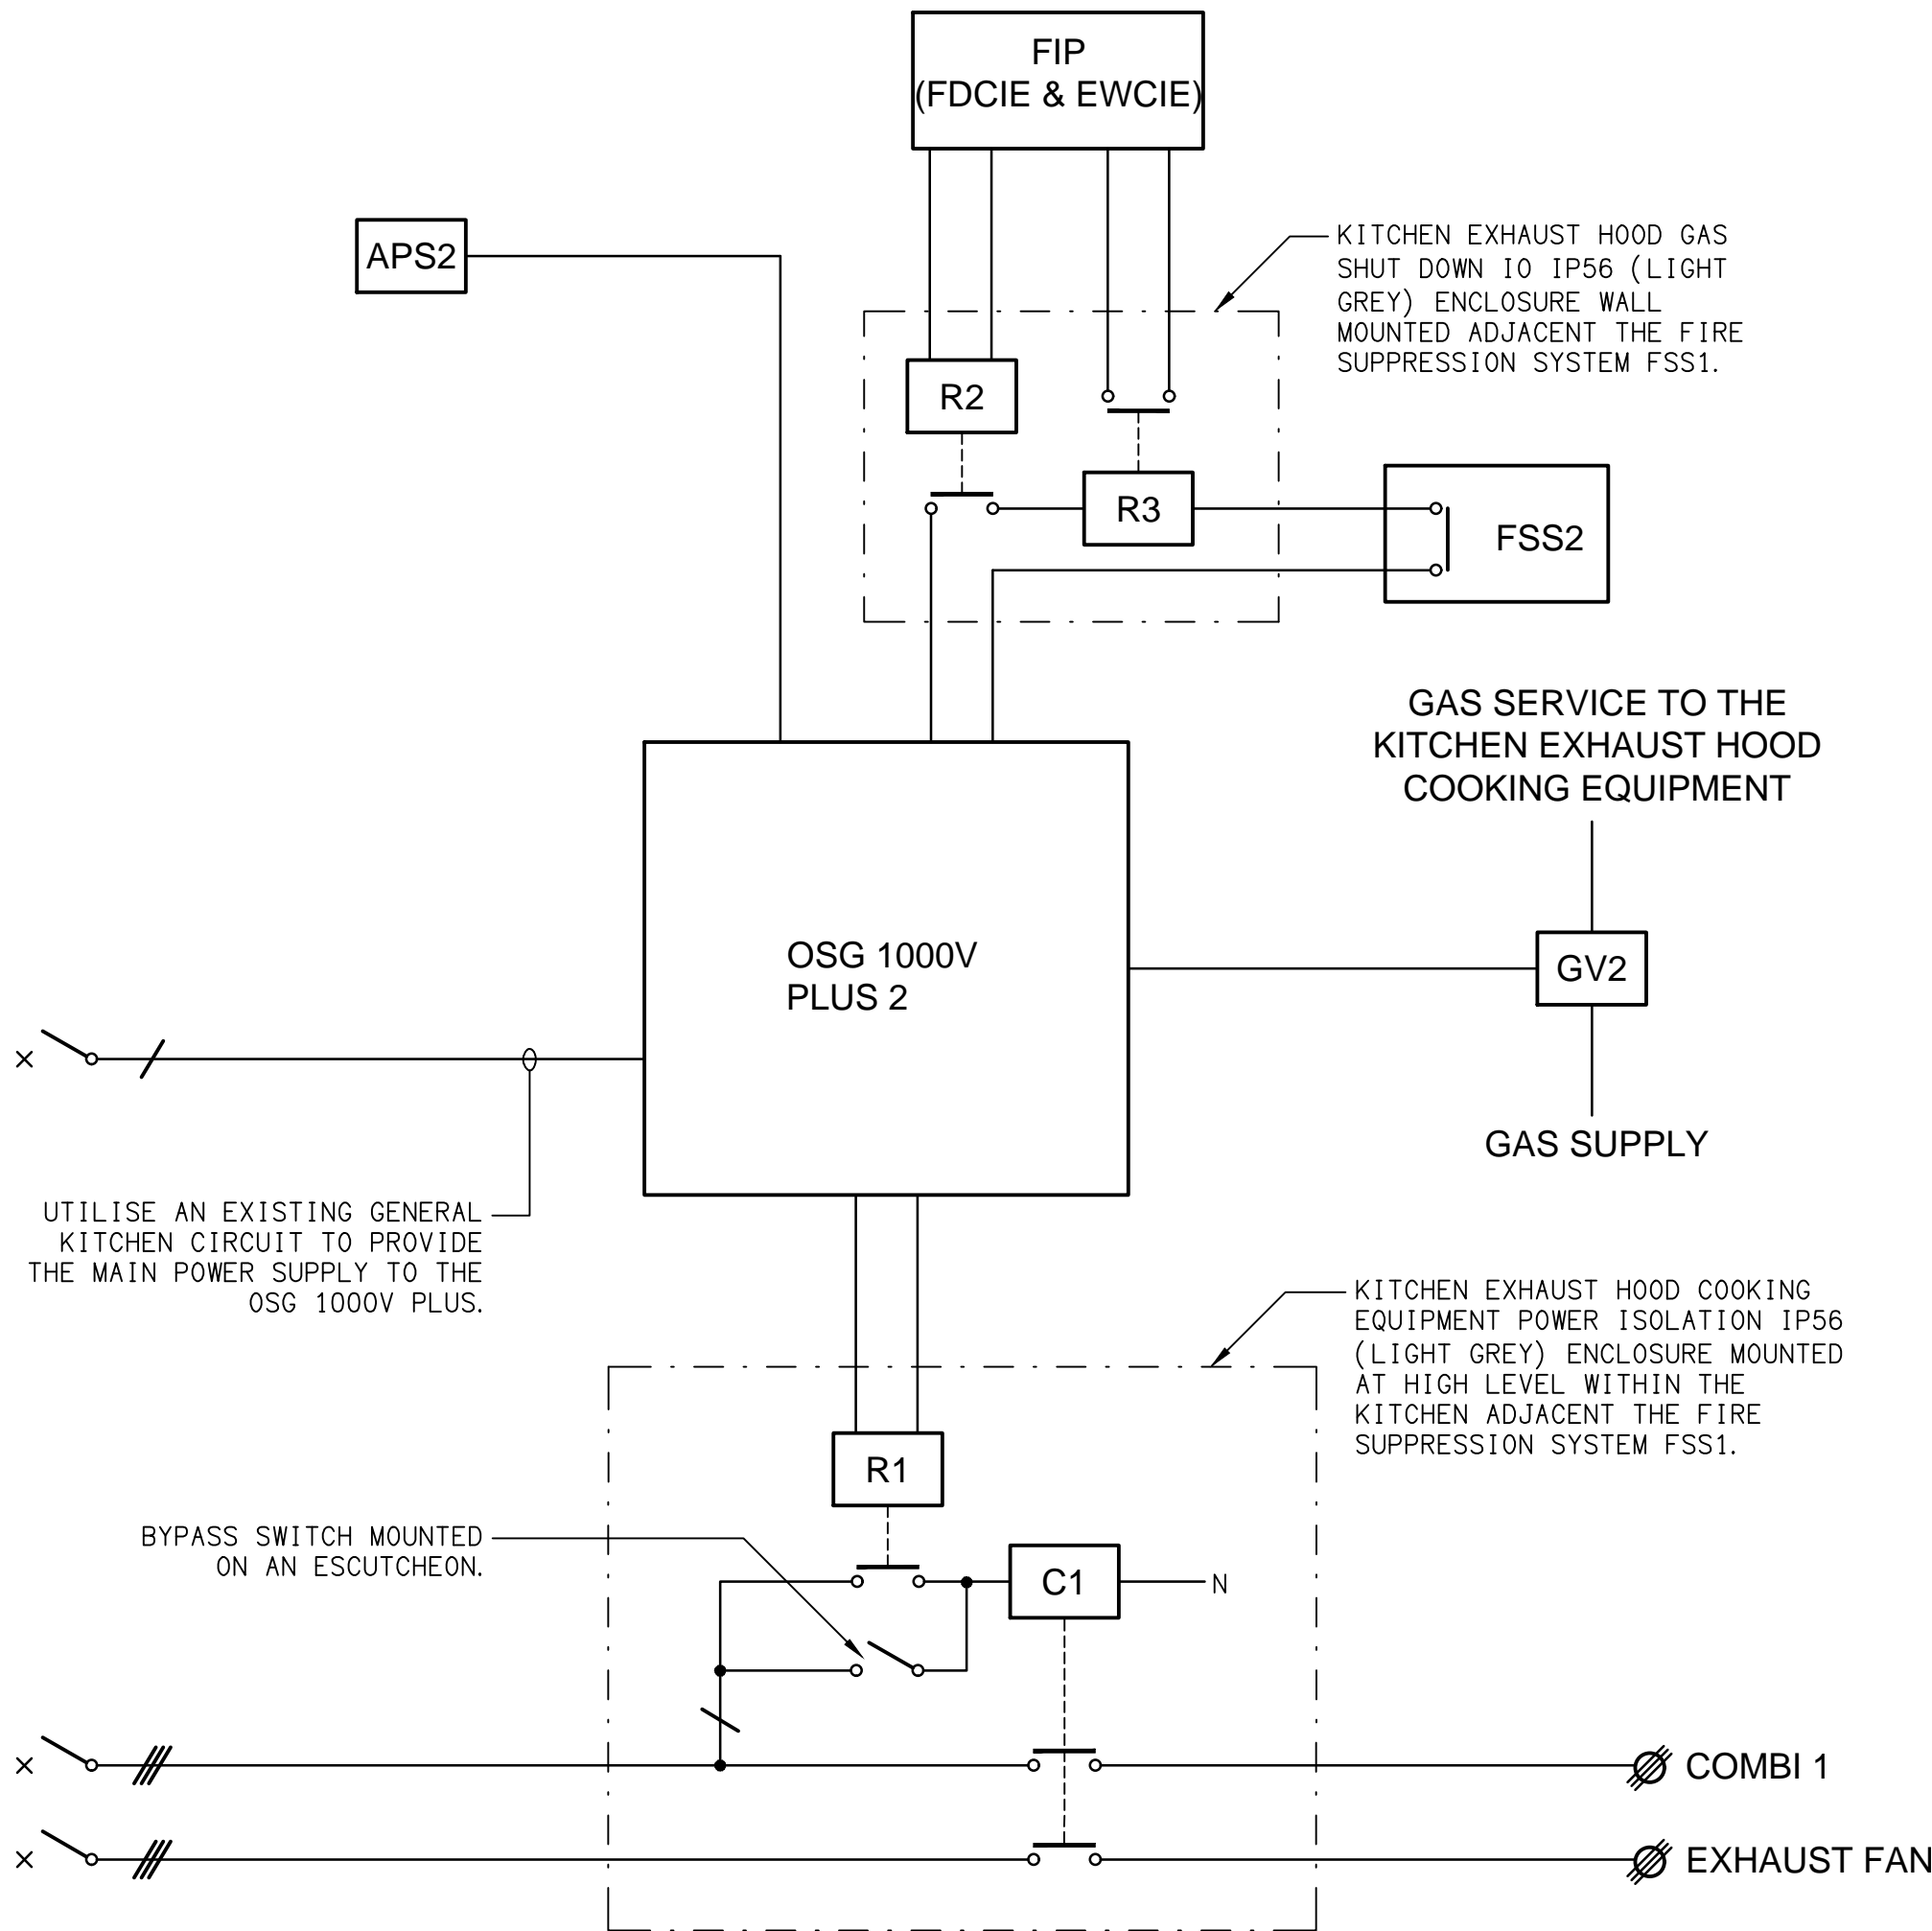 FIP
(FDCIE & EWCIE)
APS2
KITCHEN EXHAUST HOOD GAS
SHUT DOWN IO IP56 (LIGHT
GREY) ENCLOSURE WALL
MOUNTED ADJACENT THE FIRE
SUPPRESSION SYSTEM FSS1.
R2
R3
FSS2
GAS SERVICE TO THE
KITCHEN EXHAUST HOOD
COOKING EQUIPMENT
OSG 1000V
PLUS 2
GV2
GAS SUPPLY
UTILISE AN EXISTING GENERAL
KITCHEN CIRCUIT TO PROVIDE
THE MAIN POWER SUPPLY TO THE
OSG 1000V PLUS.
KITCHEN EXHAUST HOOD COOKING
EQUIPMENT POWER ISOLATION IP56
(LIGHT GREY) ENCLOSURE MOUNTED
AT HIGH LEVEL WITHIN THE
KITCHEN ADJACENT THE FIRE
SUPPRESSION SYSTEM FSS1.
R1
BYPASS SWITCH MOUNTED
ON AN ESCUTCHEON.
C1
N
COMBI 1
EXHAUST FAN